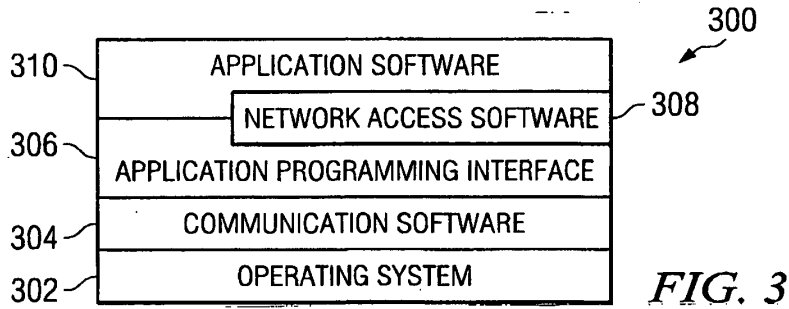 300
310
APPLICATION SOFTWARE
NETWORK ACCESS SOFTWARE
308
306
APPLICATION PROGRAMMING INTERFACE
304
COMMUNICATION SOFTWARE
302
OPERATING SYSTEM
FIG. 3